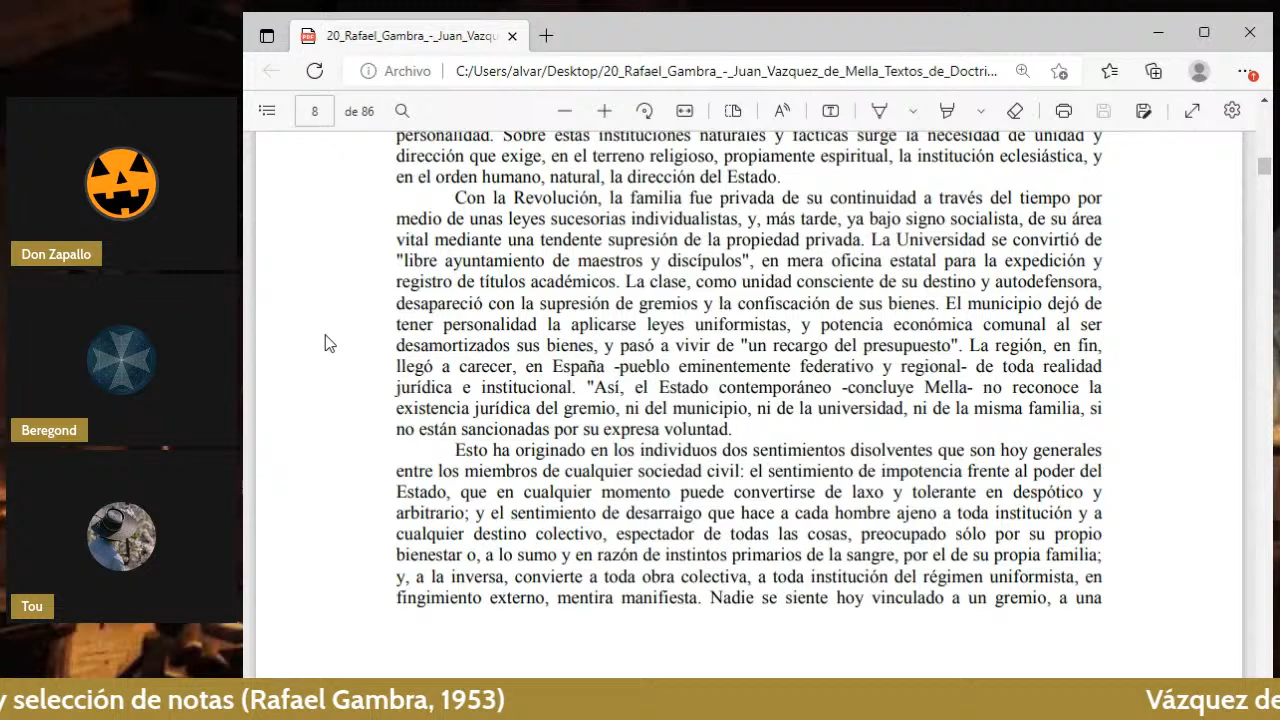 20_Rafael_Gambra_-_Juan_Vazqu
Archivo
C:/Users/alvar/Desktop/20_Rafael_Gambra_-_Juan_Vazquez_de_Mella_Textos_de_Doctri...
8 de 86
personalidad. Sobre estas instituciones naturales y fácticas surge la necesidad de unidad y
dirección que exige, en el terreno religioso, propiamente espiritual, la institución eclesiástica, y
en el orden humano, natural, la dirección del Estado.
Con la Revolución, la familia fue privada de su continuidad a través del tiempo por
medio de unas leyes sucesorias individualistas, y, más tarde, ya bajo signo socialista, de su área
vital mediante una tendente supresión de la propiedad privada. La Universidad se convirtió de
"libre ayuntamiento de maestros y discípulos", en mera oficina estatal para la expedición y
registro de títulos académicos. La clase, como unidad consciente de su destino y autodefensora,
desapareció con la supresión de gremios y la confiscación de sus bienes. El municipio dejó de
tener personalidad la aplicarse leyes uniformistas, y potencia económica comunal al ser
desamortizados sus bienes, y pasó a vivir de "un recargo del presupuesto". La región, en fin,
llegó a carecer, en España -pueblo eminentemente federativo y regional- de toda realidad
jurídica e institucional. "Así, el Estado contemporáneo -concluye Mella- no reconoce la
existencia jurídica del gremio, ni del municipio, ni de la universidad, ni de la misma familia, si
no están sancionadas por su expresa voluntad.
Esto ha originado en los individuos dos sentimientos disolventes que son hoy generales
entre los miembros de cualquier sociedad civil: el sentimiento de impotencia frente al poder del
Estado, que en cualquier momento puede convertirse de laxo y tolerante en despótico y
arbitrario; y el sentimiento de desarraigo que hace a cada hombre ajeno a toda institución y a
cualquier destino colectivo, espectador de todas las cosas, preocupado sólo por su propio
bienestar o, a lo sumo y en razón de instintos primarios de la sangre, por el de su propia familia;
y, a la inversa, convierte a toda obra colectiva, a toda institución del régimen uniformista, en
fingimiento externo, mentira manifiesta. Nadie se siente hoy vinculado a un gremio, a una
Don Zapallo
Beregond
Tou
y selección de notas (Rafael Gambra, 1953)
Vázquez de